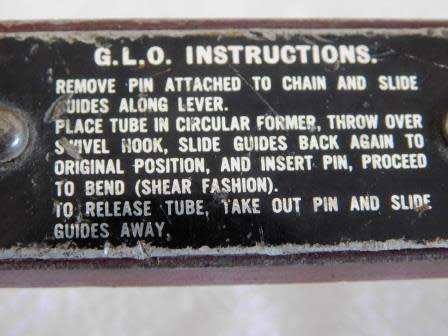 G.L.O. INSTRUCTIONS.
REMOVE PIN ATTACHED TO CHAIN AND SLIDE
GUIDES ALONG LEVER.
PLACE TUBE IN CIRCULAR FORMER, THROW OVER
SWIVEL HOOK, SLIDE GUIDES BACK AGAIN TO
ORIGINAL POSITION, AND INSERT PIN, PROCEED
TO BEND (SHEAR FASHION).
TO RELEASE TUBE, TAKE OUT PIN AND SLIDE
GUIDES AWAY.